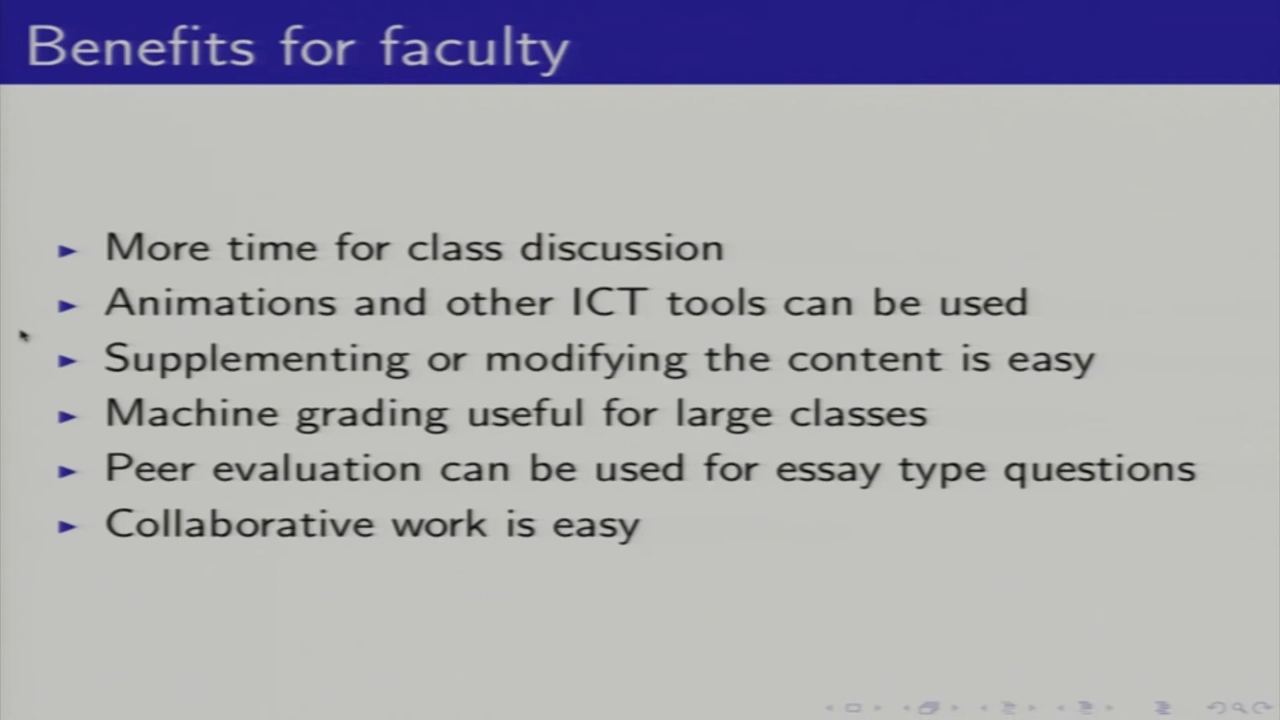 Benefits for faculty
More time for class discussion
Animations and other ICT tools can be used
Supplementing or modifying the content is easy
Machine grading useful for large classes
Peer evaluation can be used for essay type questions
Collaborative work is easy